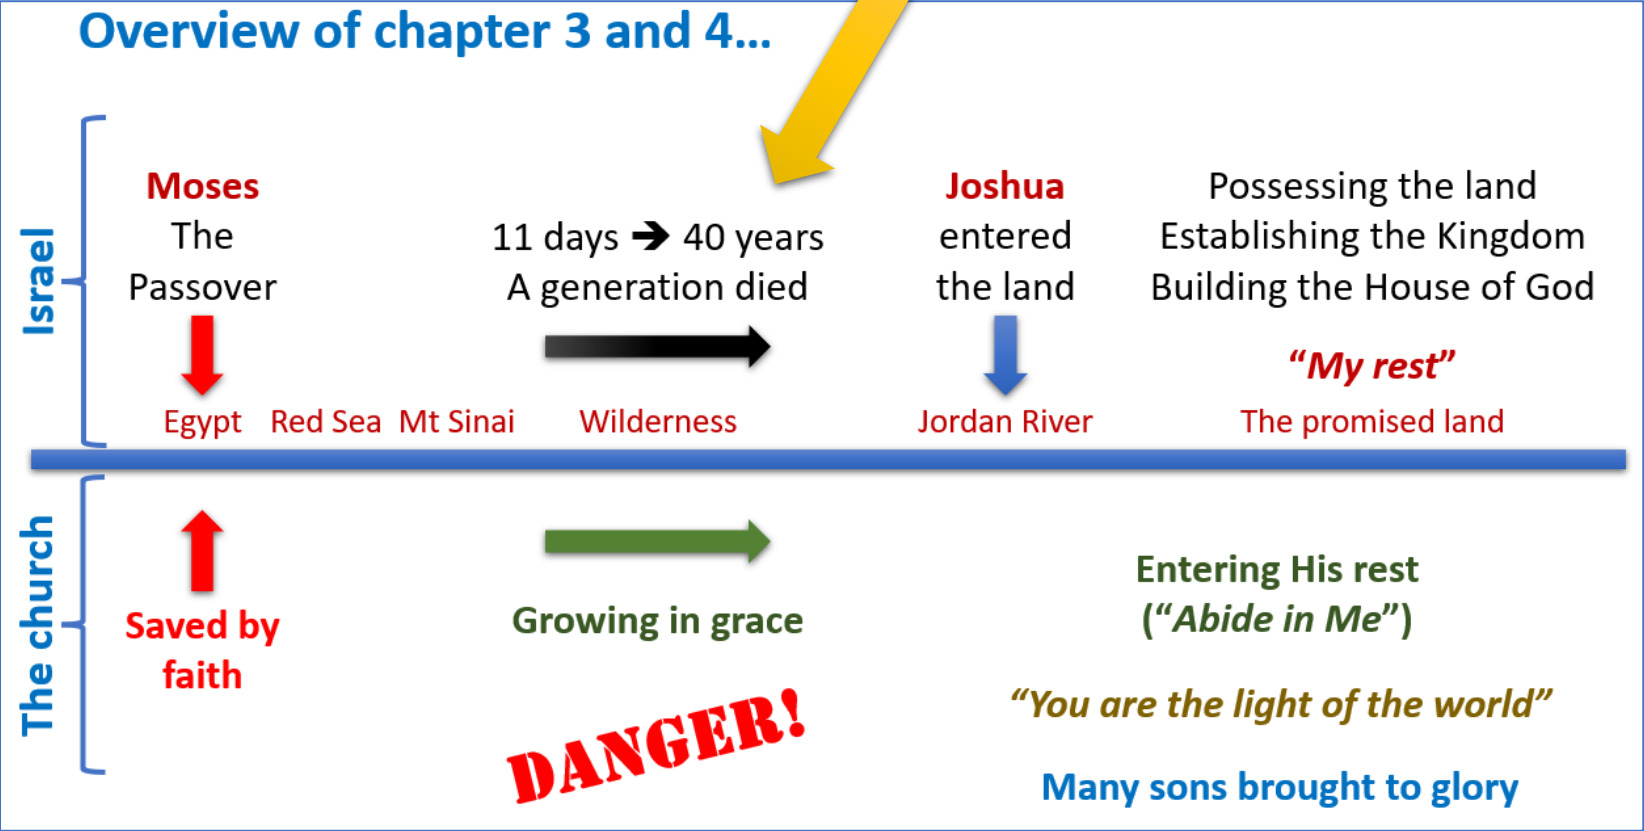 Overview of chapter 3 and 4...
Israel
Moses
The
Passover
11 days ➔ 40 years
A generation died
Joshua
entered
the land
Possessing the land
Establishing the Kingdom
Building the House of God
“My rest”
Egypt
Red Sea
Mt Sinai
Wilderness
Jordan River
The promised land
The church
Saved by
faith
Growing in grace
DANGER!
Entering His rest
(“Abide in Me”)
“You are the light of the world”
Many sons brought to glory